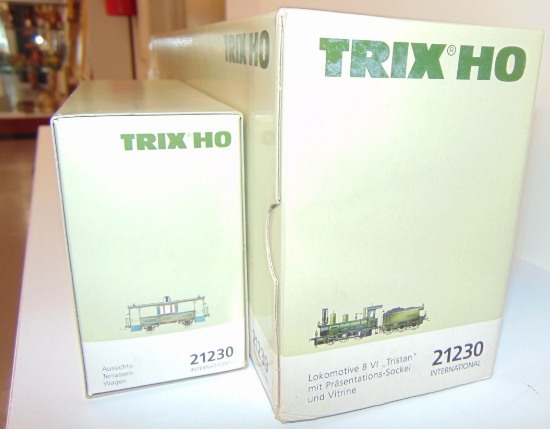 TRIX® HO
Aussichts-
Terrassen-
Wagen
21230
INTERNATIONAL
TRIX HO
21230
TRIX® HO
Lokomotive B VI „Tristan"
mit Präsentations-Sockel
und Vitrine
21230
INTERNATIONAL